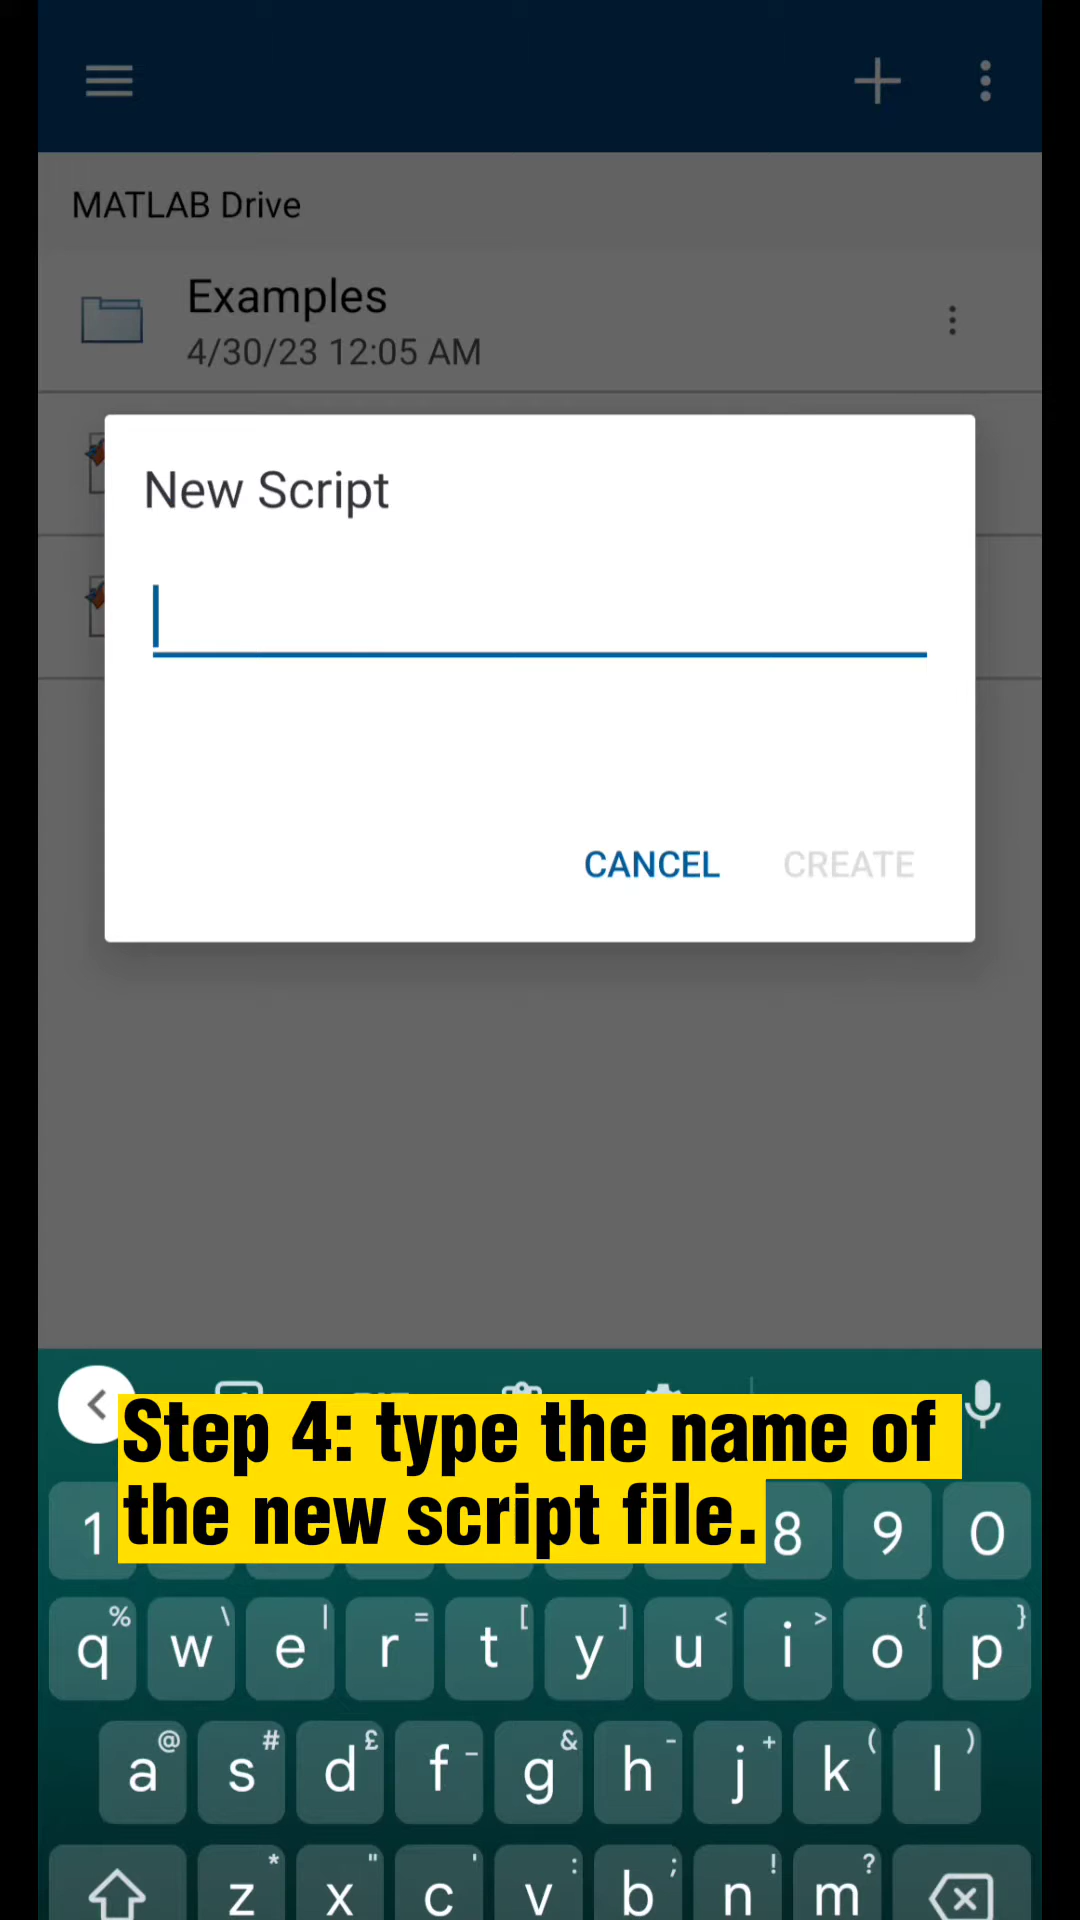 MATLAB Drive
Examples
4/30/23 12:05 AM
New Script
CANCEL CREATE
Step 4: type the name of
the new script file.
1 8 9 0
% \ | = [ ] < > { }
q w e r t y u i o p
@ # £ _ & - + ( )
a s d f g h j k l
* " ' : ; ! ?
z x c v b n m